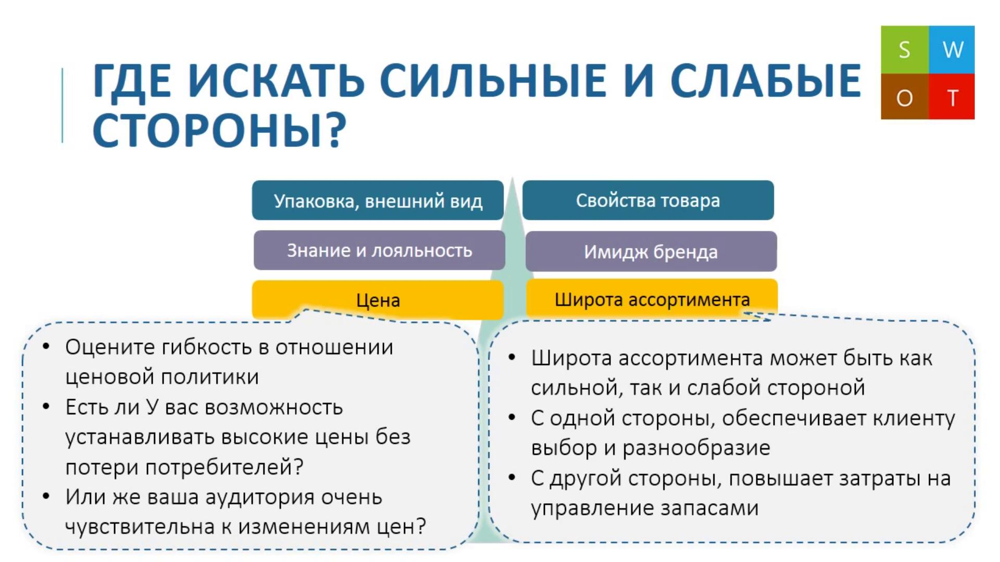 ГДЕ ИСКАТЬ СИЛЬНЫЕ И СЛАБЫЕ
СТОРОНЫ?
S W
O T
Упаковка, внешний вид
Свойства товара
Знание и лояльность
Имидж бренда
Цена
Широта ассортимента
• Оцените гибкость в отношении
ценовой политики
• Есть ли У вас возможность
устанавливать высокие цены без
потери потребителей?
• Или же ваша аудитория очень
чувствительна к изменениям цен?
• Широта ассортимента может быть как
сильной, так и слабой стороной
• С одной стороны, обеспечивает клиенту
выбор и разнообразие
• С другой стороны, повышает затраты на
управление запасами